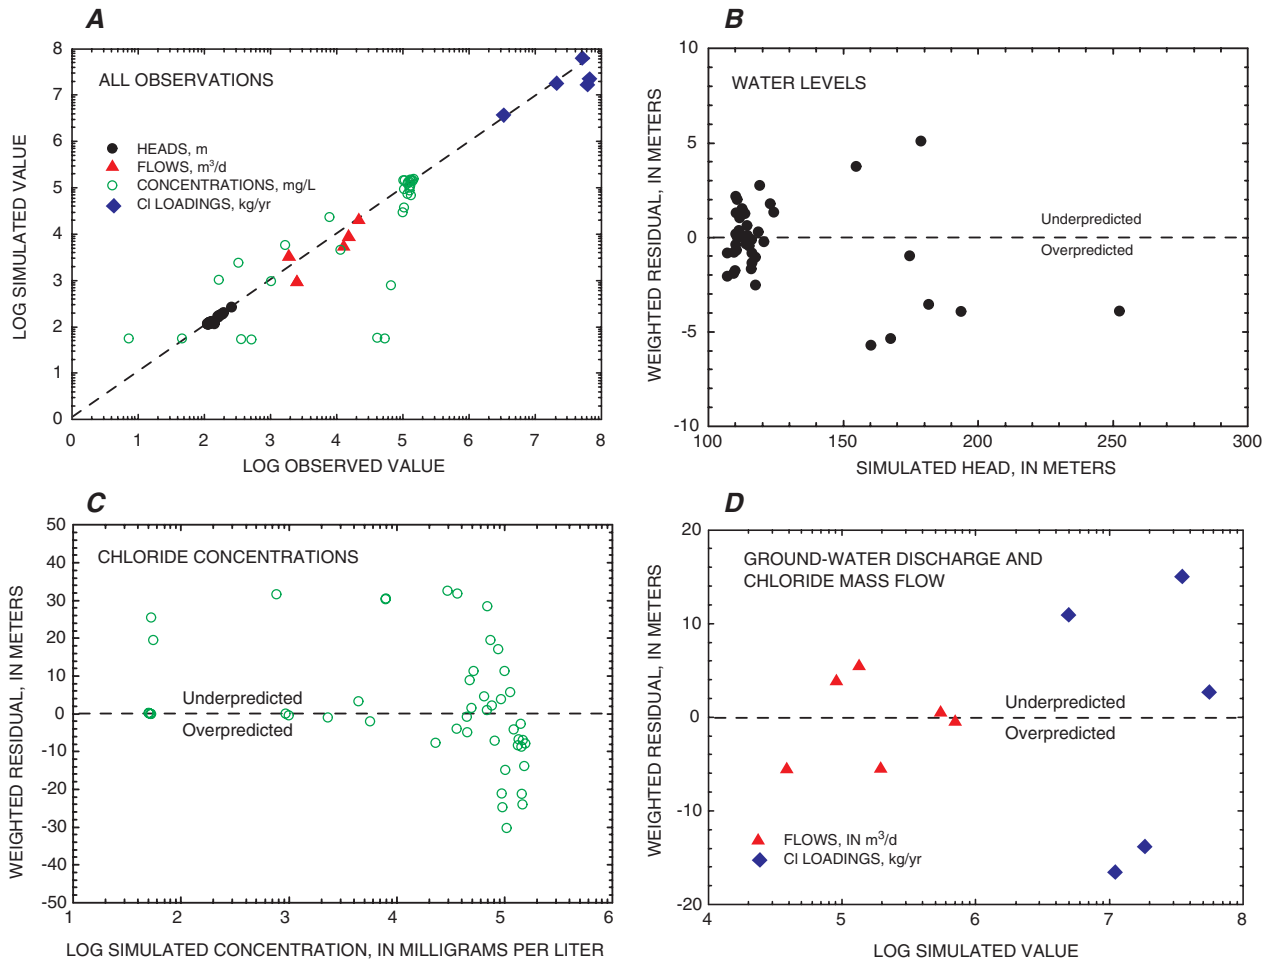 A
ALL OBSERVATIONS
HEADS, m
FLOWS, m³/d
CONCENTRATIONS, mg/L
Cl LOADINGS, kg/yr
LOG SIMULATED VALUE
8
7
6
5
4
3
2
1
0
0 1 2 3 4 5 6 7 8
LOG OBSERVED VALUE
B
WATER LEVELS
Underpredicted
Overpredicted
WEIGHTED RESIDUAL, IN METERS
10
5
0
-5
-10
100 150 200 250 300
SIMULATED HEAD, IN METERS
C
CHLORIDE CONCENTRATIONS
Underpredicted
Overpredicted
WEIGHTED RESIDUAL, IN METERS
50
40
30
20
10
0
-10
-20
-30
-40
-50
1 2 3 4 5 6
LOG SIMULATED CONCENTRATION, IN MILLIGRAMS PER LITER
D
GROUND-WATER DISCHARGE AND
CHLORIDE MASS FLOW
Underpredicted
Overpredicted
FLOWS, IN m³/d
Cl LOADINGS, kg/yr
WEIGHTED RESIDUAL, IN METERS
20
10
0
-10
-20
4 5 6 7 8
LOG SIMULATED VALUE